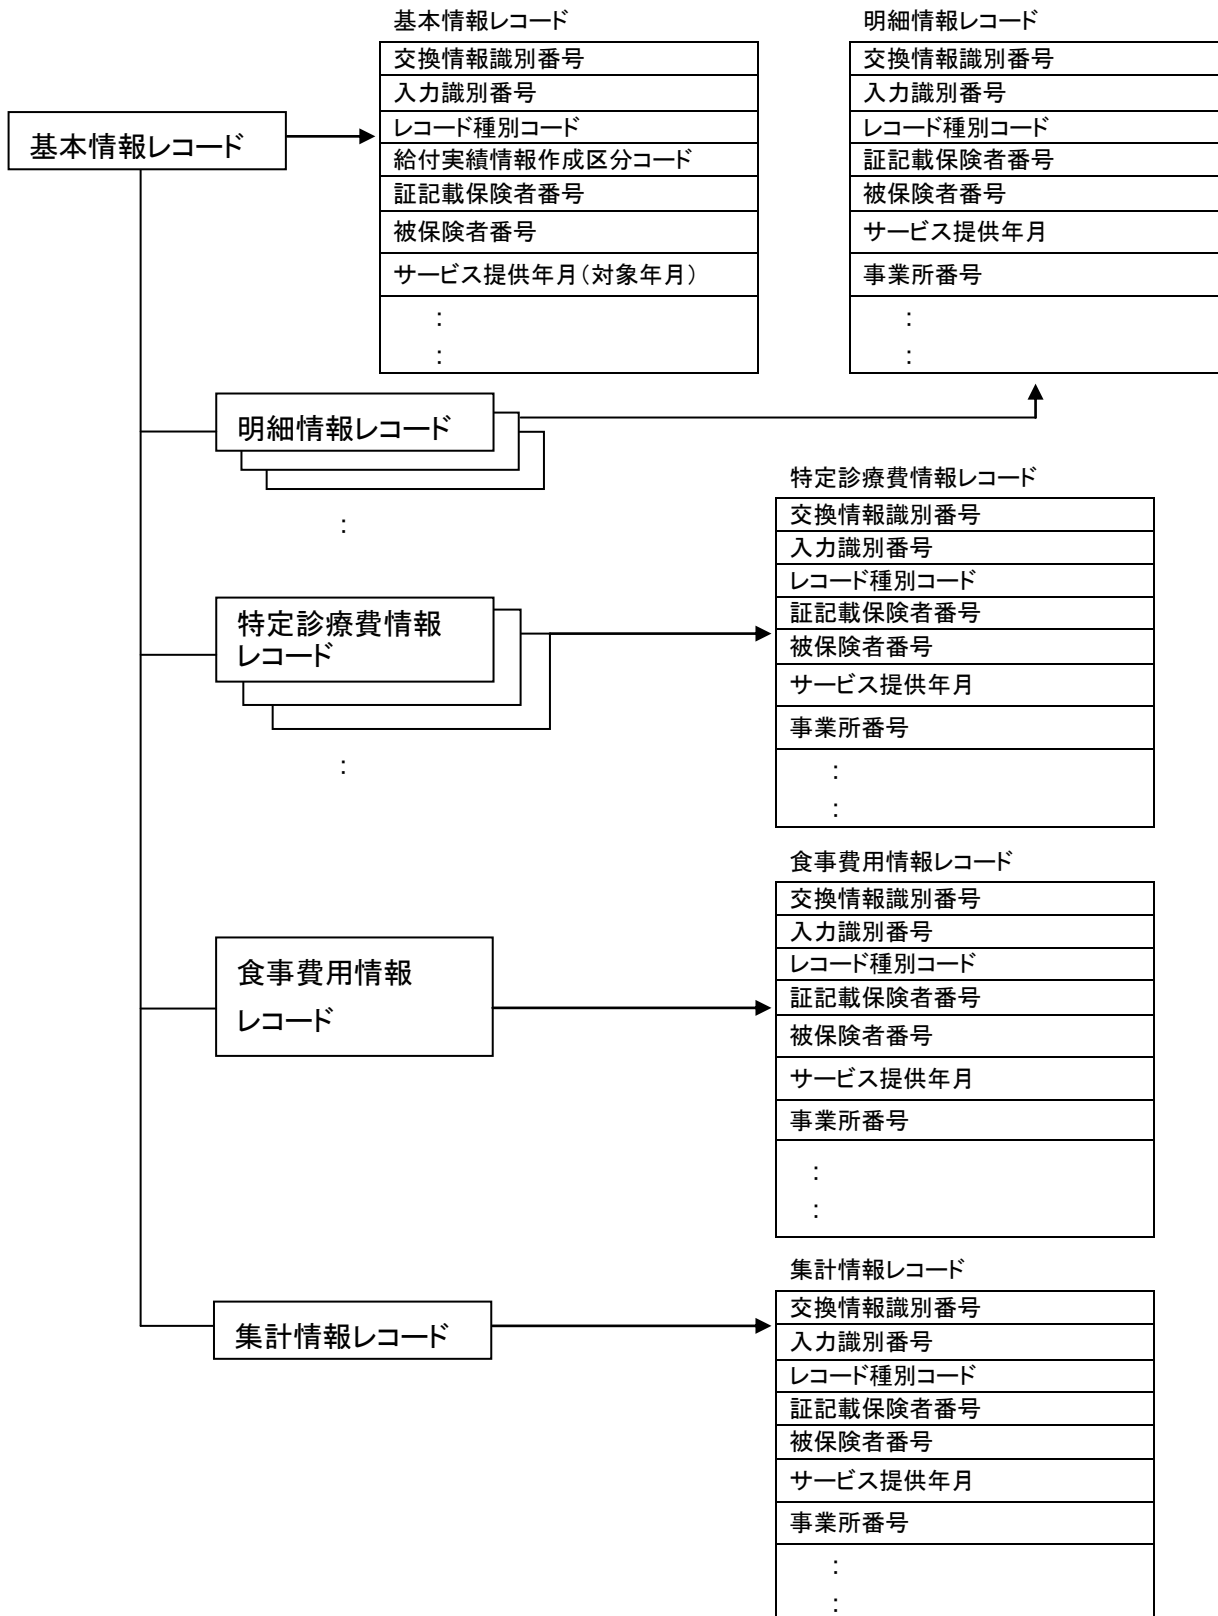 基本情報レコード
基本情報レコード
交換情報識別番号
入力識別番号
レコード種別コード
給付実績情報作成区分コード
証記載保険者番号
被保険者番号
サービス提供年月(対象年月)
:
:
明細情報レコード
交換情報識別番号
入力識別番号
レコード種別コード
証記載保険者番号
被保険者番号
サービス提供年月
事業所番号
:
:
明細情報レコード
:
特定診療費情報
レコード
:
特定診療費情報レコード
交換情報識別番号
入力識別番号
レコード種別コード
証記載保険者番号
被保険者番号
サービス提供年月
事業所番号
:
:
食事費用情報
レコード
食事費用情報レコード
交換情報識別番号
入力識別番号
レコード種別コード
証記載保険者番号
被保険者番号
サービス提供年月
事業所番号
:
:
集計情報レコード
集計情報レコード
交換情報識別番号
入力識別番号
レコード種別コード
証記載保険者番号
被保険者番号
サービス提供年月
事業所番号
:
: